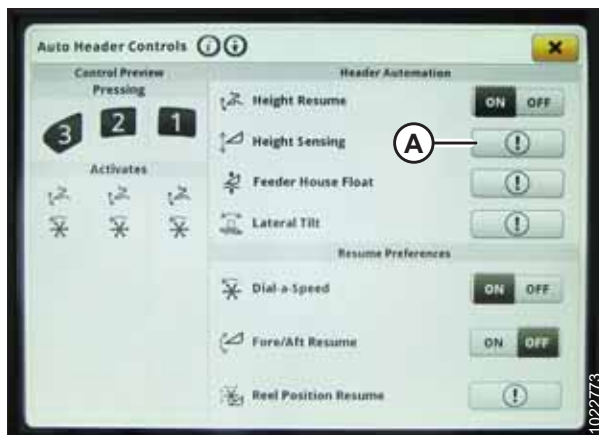 Auto Header Controls
Control Preview
Pressing
3 2 1
Activates
Header Automation
Height Resume ON OFF
Height Sensing A
Feeder House Float
Lateral Tilt
Resume Preferences
Dial-a-Speed ON OFF
Fore/Aft Resume ON OFF
Reel Position Resume
1022773